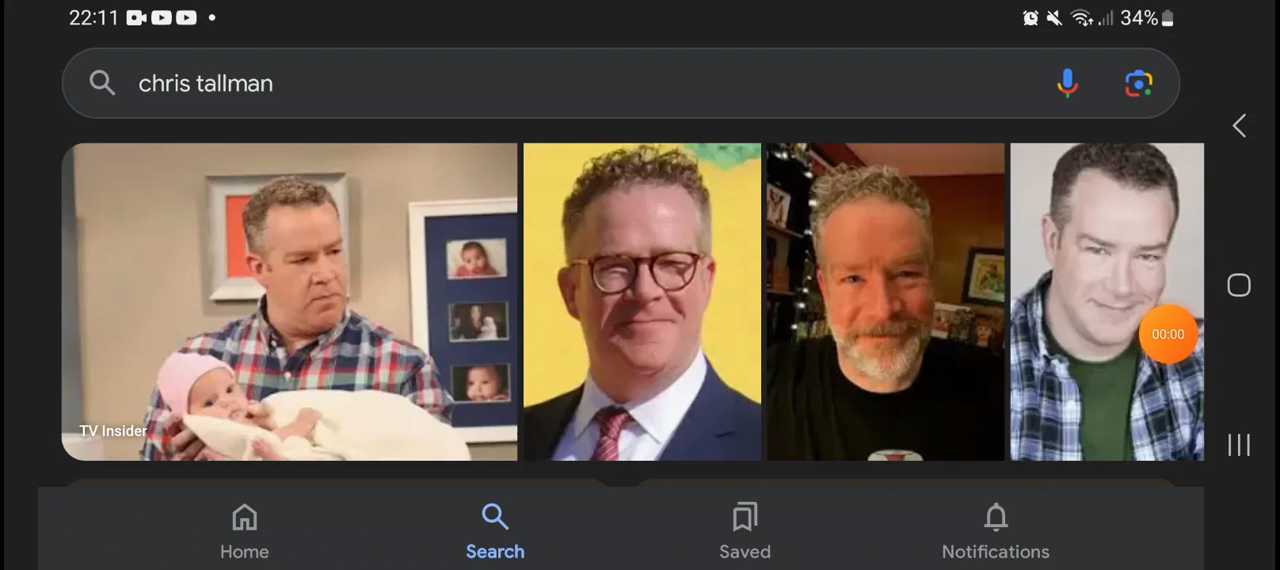 22:11
34%
chris tallman
TV Insider
00:00
Home
Search
Saved
Notifications